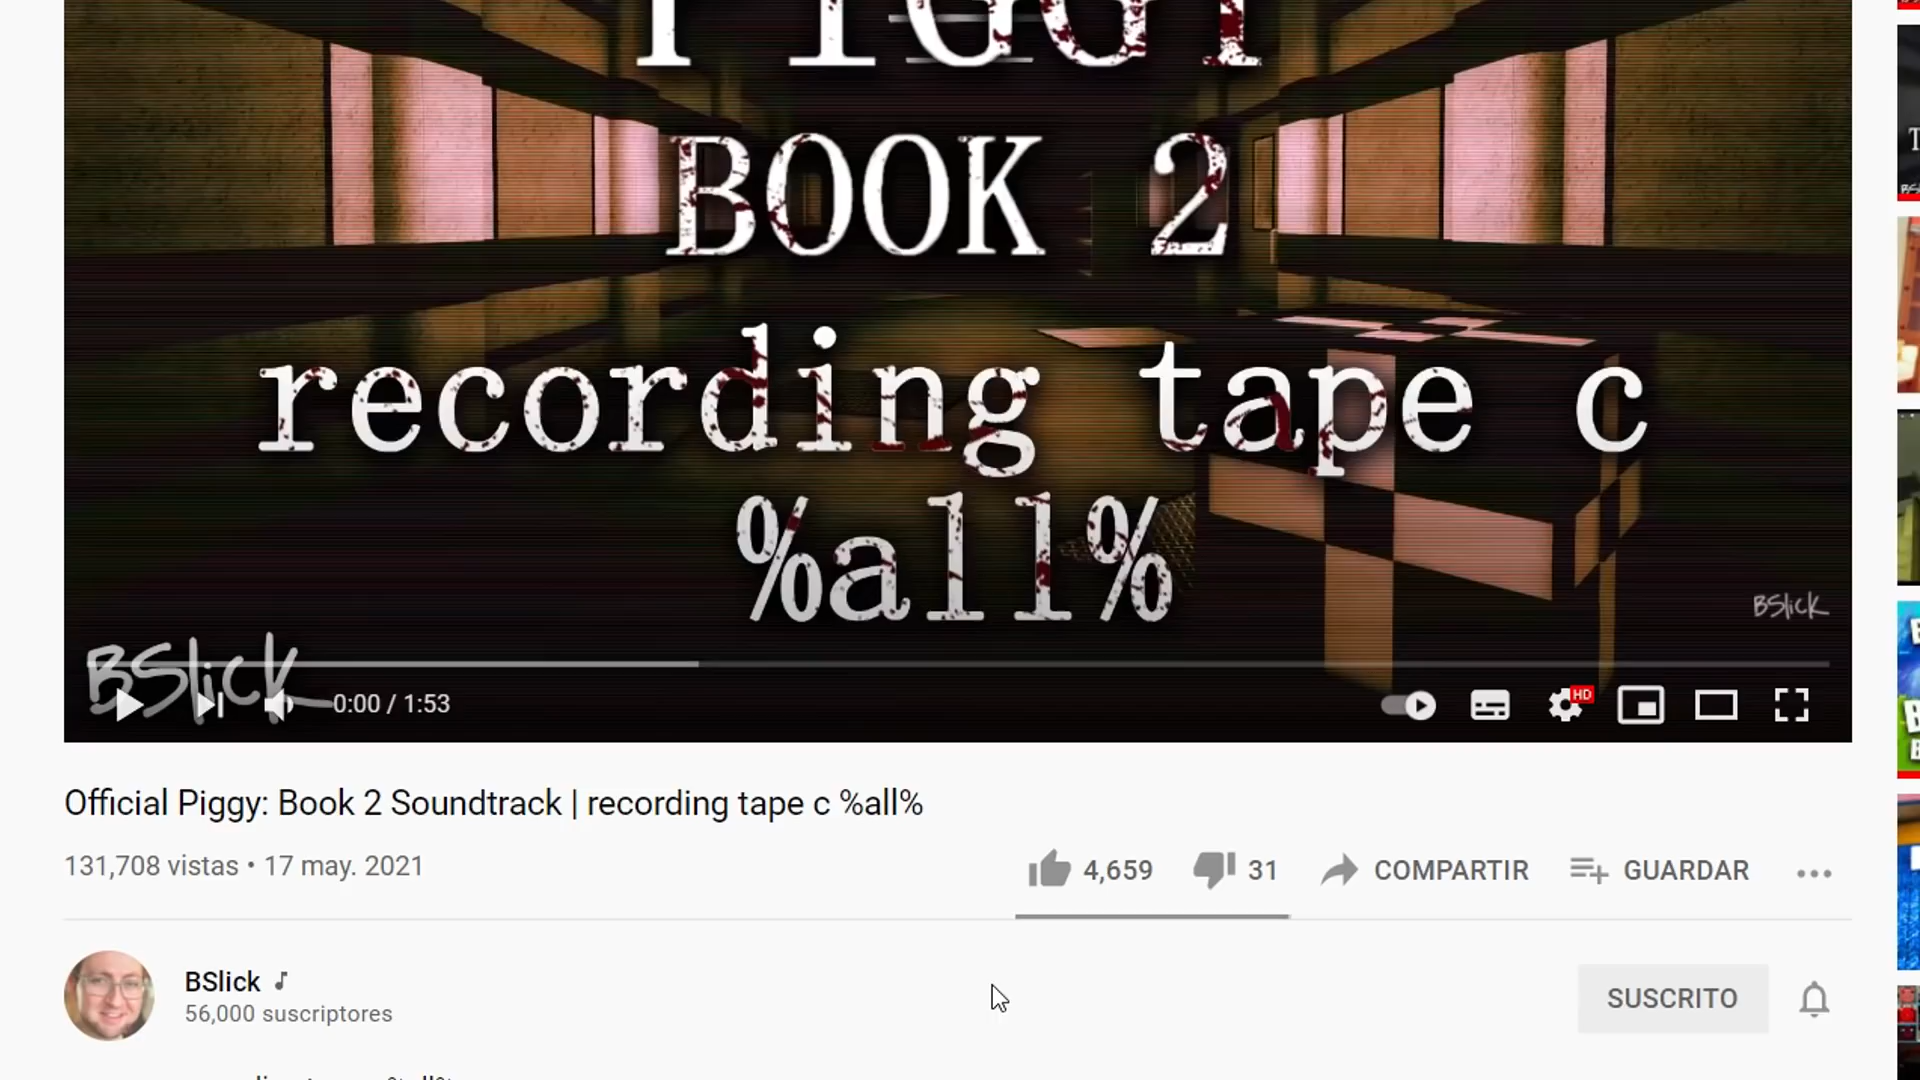 PIGGY
BOOK 2
recording tape c
%all%
BSlick
BSlick
0:00 / 1:53
HD
Official Piggy: Book 2 Soundtrack | recording tape c %all%
131,708 vistas • 17 may. 2021
4,659
31
COMPARTIR
GUARDAR
BSlick
56,000 suscriptores
SUSCRITO